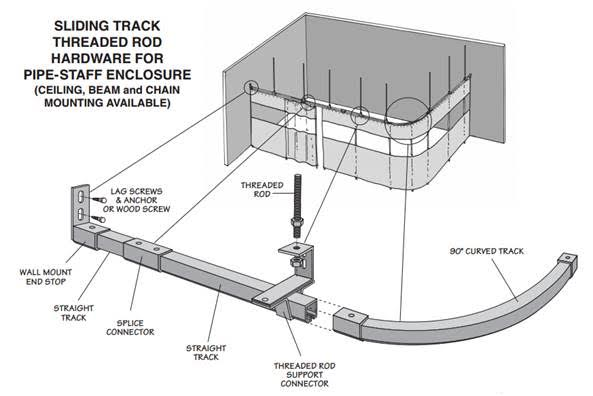 SLIDING TRACK
THREADED ROD
HARDWARE FOR
PIPE-STAFF ENCLOSURE
(CEILING, BEAM and CHAIN
MOUNTING AVAILABLE)
LAG SCREWS
& ANCHOR
OR WOOD SCREW
THREADED
ROD
90° CURVED TRACK
WALL MOUNT
END STOP
STRAIGHT
TRACK
SPLICE
CONNECTOR
STRAIGHT
TRACK
THREADED ROD
SUPPORT
CONNECTOR